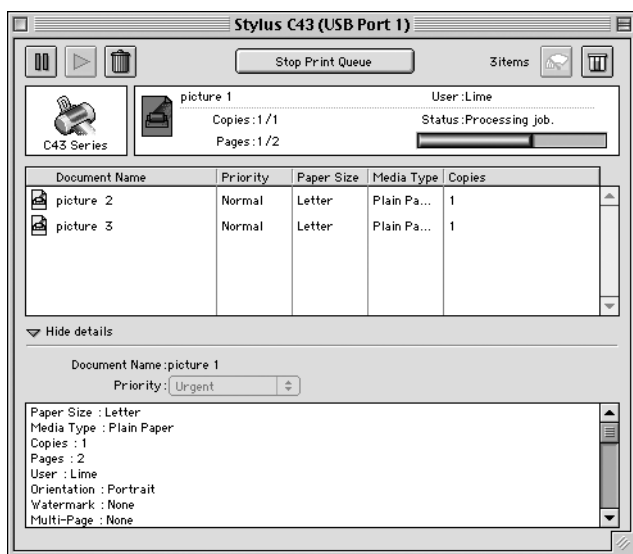 Stylus C43 (USB Port 1)
Stop Print Queue 3items
picture 1 User:Lime
Copies:1/1 Status:Processing job.
C43 Series Pages:1/2
Document Name Priority Paper Size Media Type Copies
picture 2 Normal Letter Plain Pa... 1
picture 3 Normal Letter Plain Pa... 1
Hide details
Document Name:picture 1
Priority: Urgent
Paper Size : Letter
Media Type : Plain Paper
Copies : 1
Pages : 2
User : Lime
Orientation : Portrait
Watermark : None
Multi-Page : None